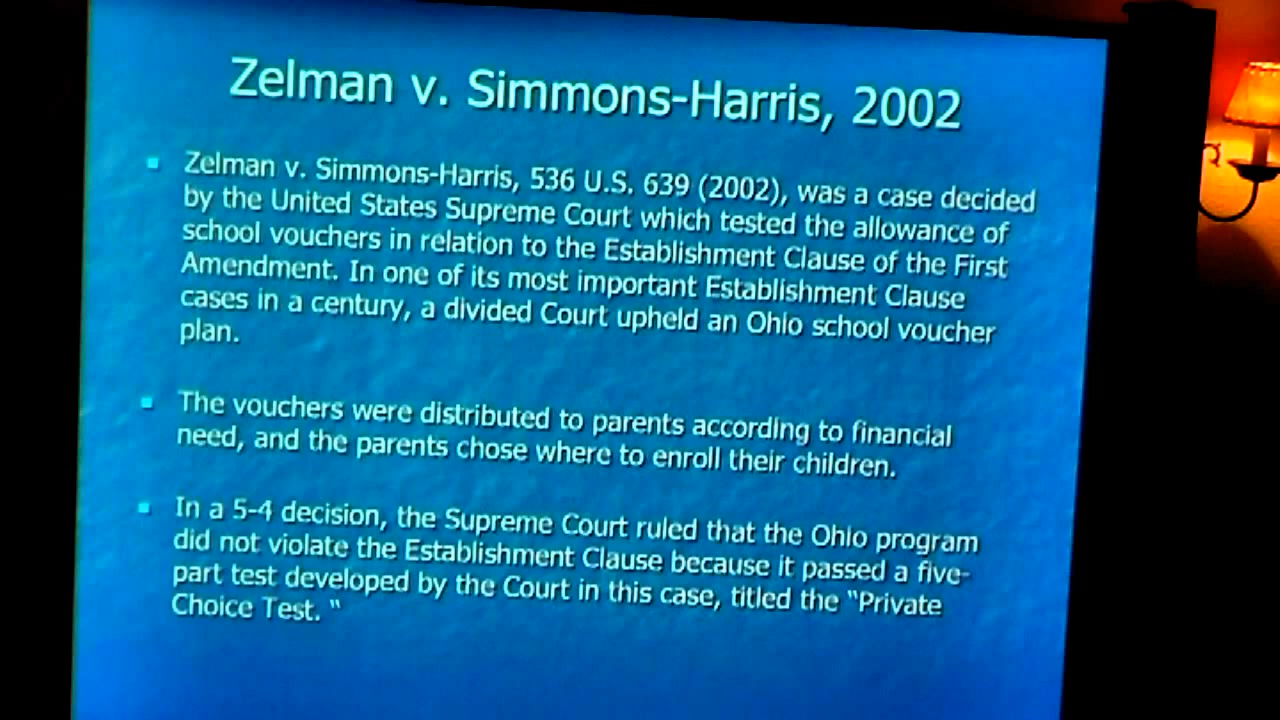 Zelman v. Simmons-Harris, 2002
Zelman v. Simmons-Harris, 536 U.S. 639 (2002), was a case decided
by the United States Supreme Court which tested the allowance of
school vouchers in relation to the Establishment Clause of the First
Amendment. In one of its most important Establishment Clause
cases in a century, a divided Court upheld an Ohio school voucher
plan.
The vouchers were distributed to parents according to financial
need, and the parents chose where to enroll their children.
In a 5-4 decision, the Supreme Court ruled that the Ohio program
did not violate the Establishment Clause because it passed a five-
part test developed by the Court in this case, titled the “Private
Choice Test. “